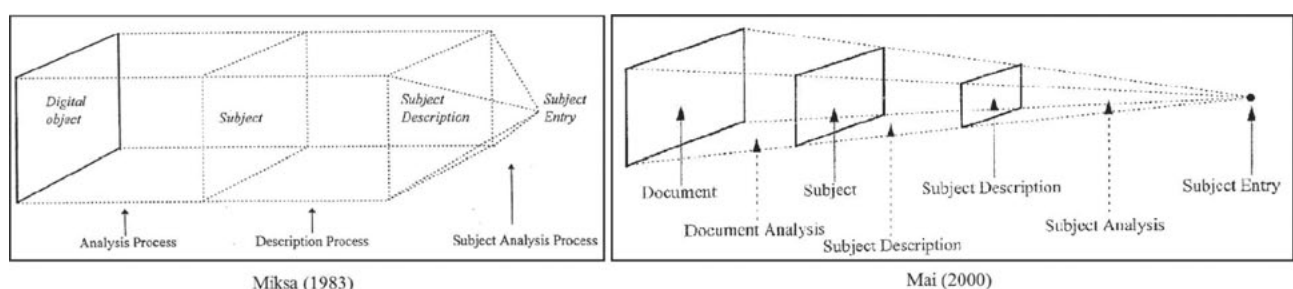 Digital
object
Subject
Subject
Description
Subject
Entry
Analysis Process
Description Process
Subject Analysis Process
Miksa (1983)
Document
Subject
Subject Description
Subject Entry
Document Analysis
Subject Description
Subject Analysis
Mai (2000)